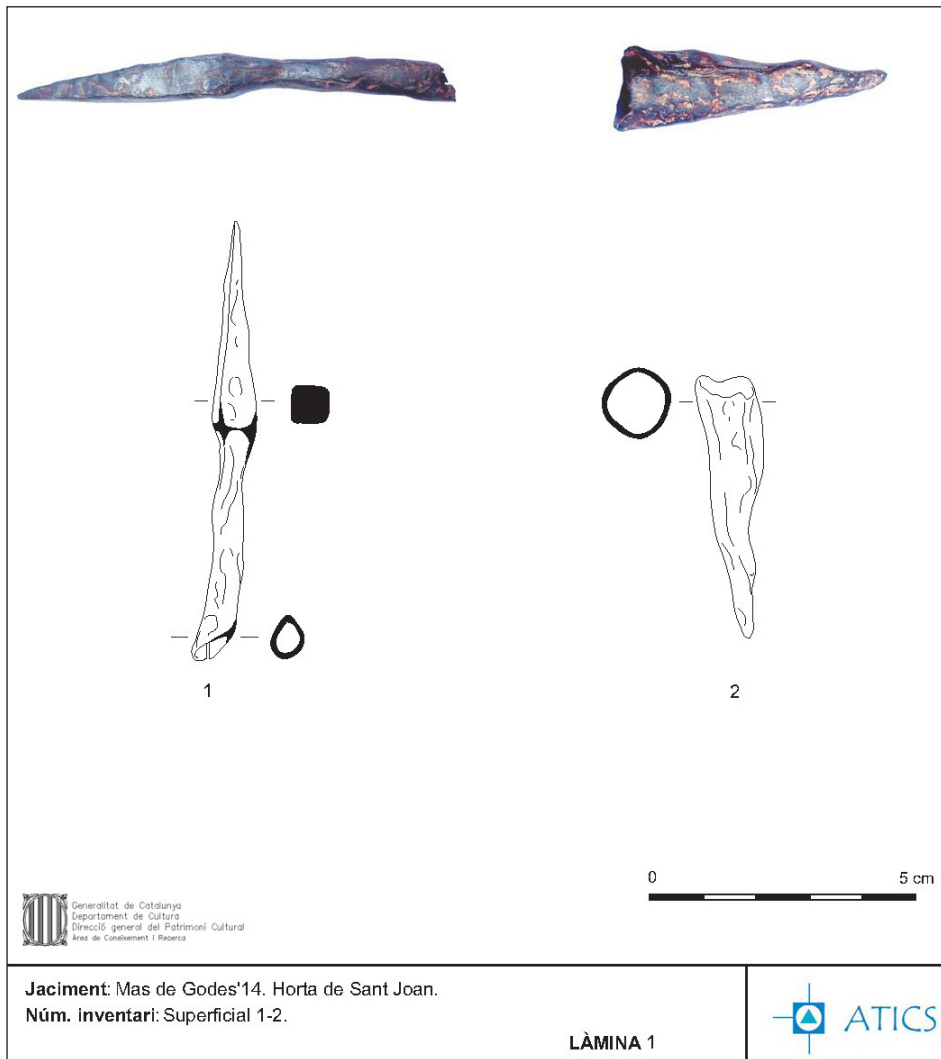 1
2
0 5 cm
Generalitat de Catalunya
Departament de Cultura
Direcció general del Patrimoni Cultural
Àrea de Coneixement i Recerca
Jaciment: Mas de Godes'14. Horta de Sant Joan.
Núm. inventari: Superficial 1-2.
LÀMINA 1
ATICS